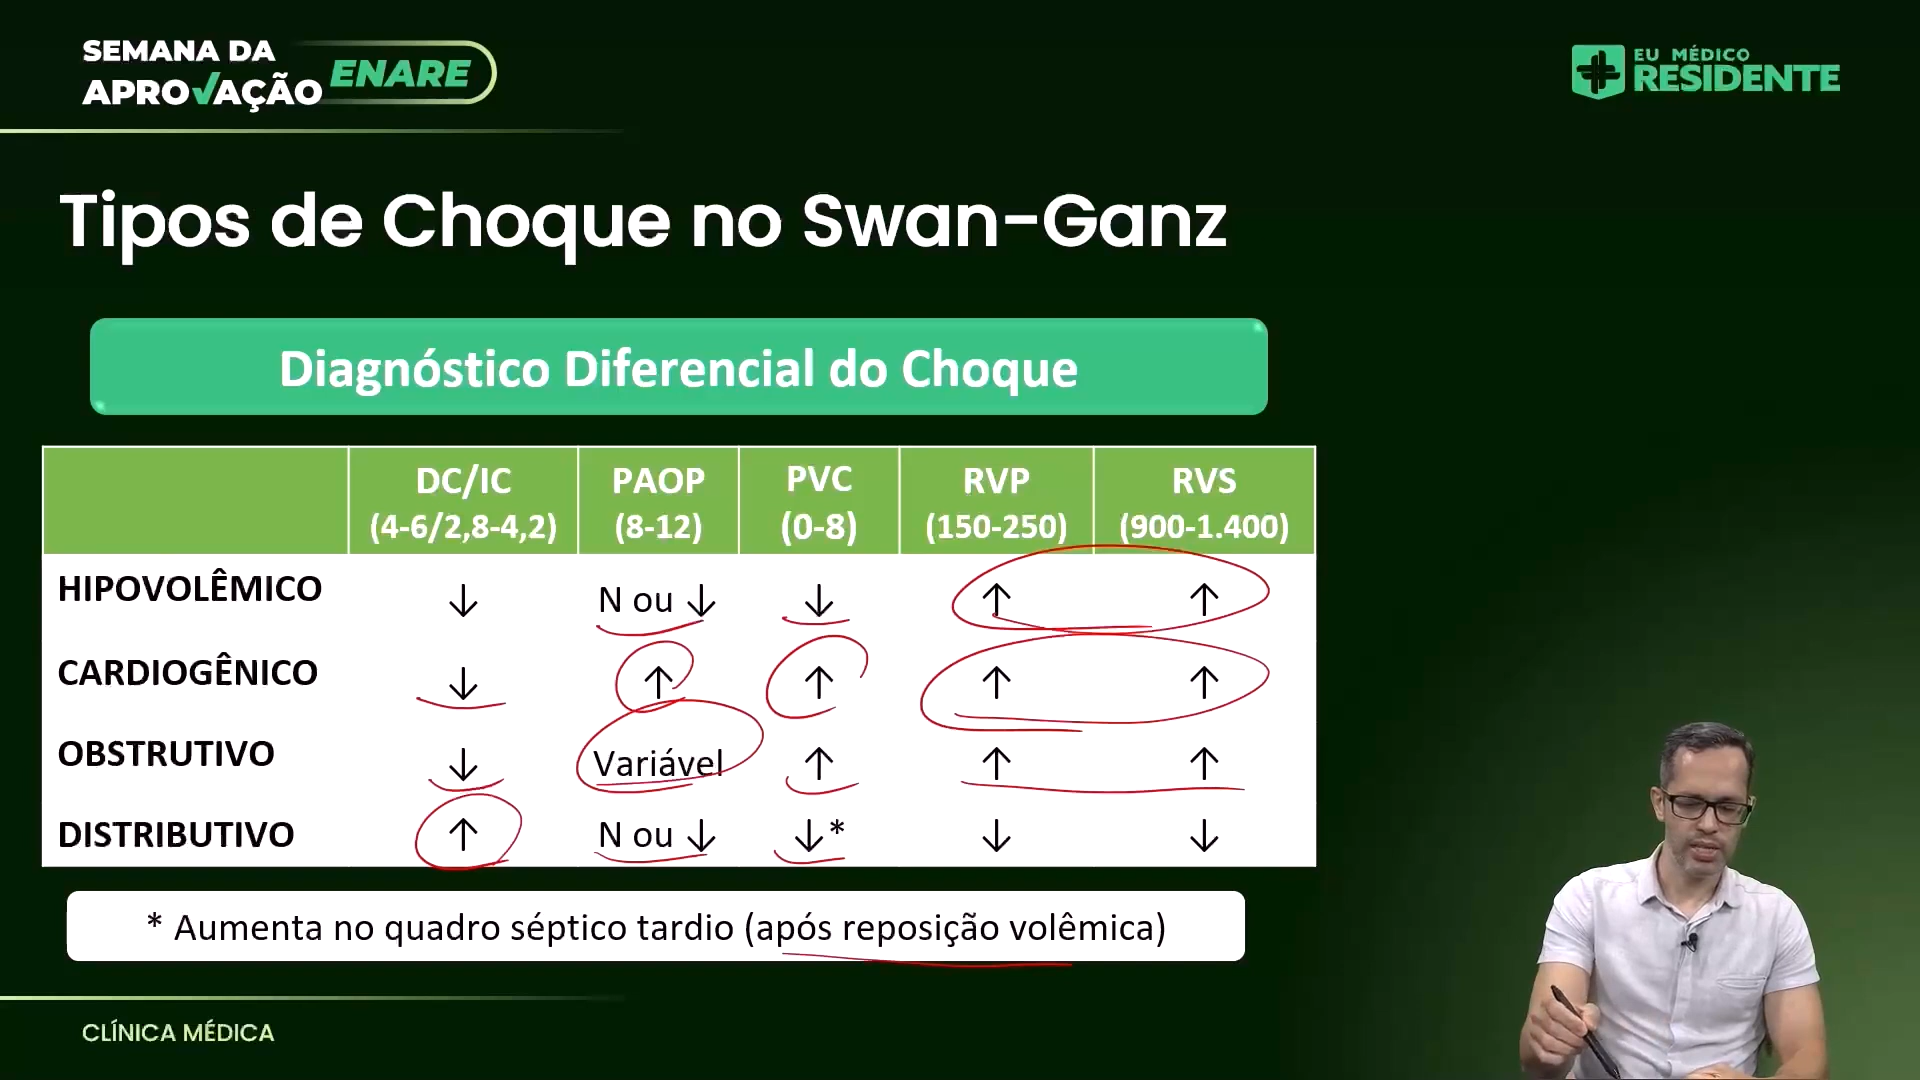 SEMANA DA
APROVAÇÃO ENARE
EU MÉDICO
RESIDENTE
Tipos de Choque no Swan-Ganz
Diagnóstico Diferencial do Choque
DC/IC PAOP PVC RVP RVS
(4-6/2,8-4,2) (8-12) (0-8) (150-250) (900-1.400)
HIPOVOLÊMICO ↓ N ou ↓ ↓ ↑ ↑
CARDIOGÊNICO ↓ ↑ ↑ ↑ ↑
OBSTRUTIVO ↓ Variável ↑ ↑ ↑
DISTRIBUTIVO ↑ N ou ↓ ↓* ↓ ↓
* Aumenta no quadro séptico tardio (após reposição volêmica)
CLÍNICA MÉDICA